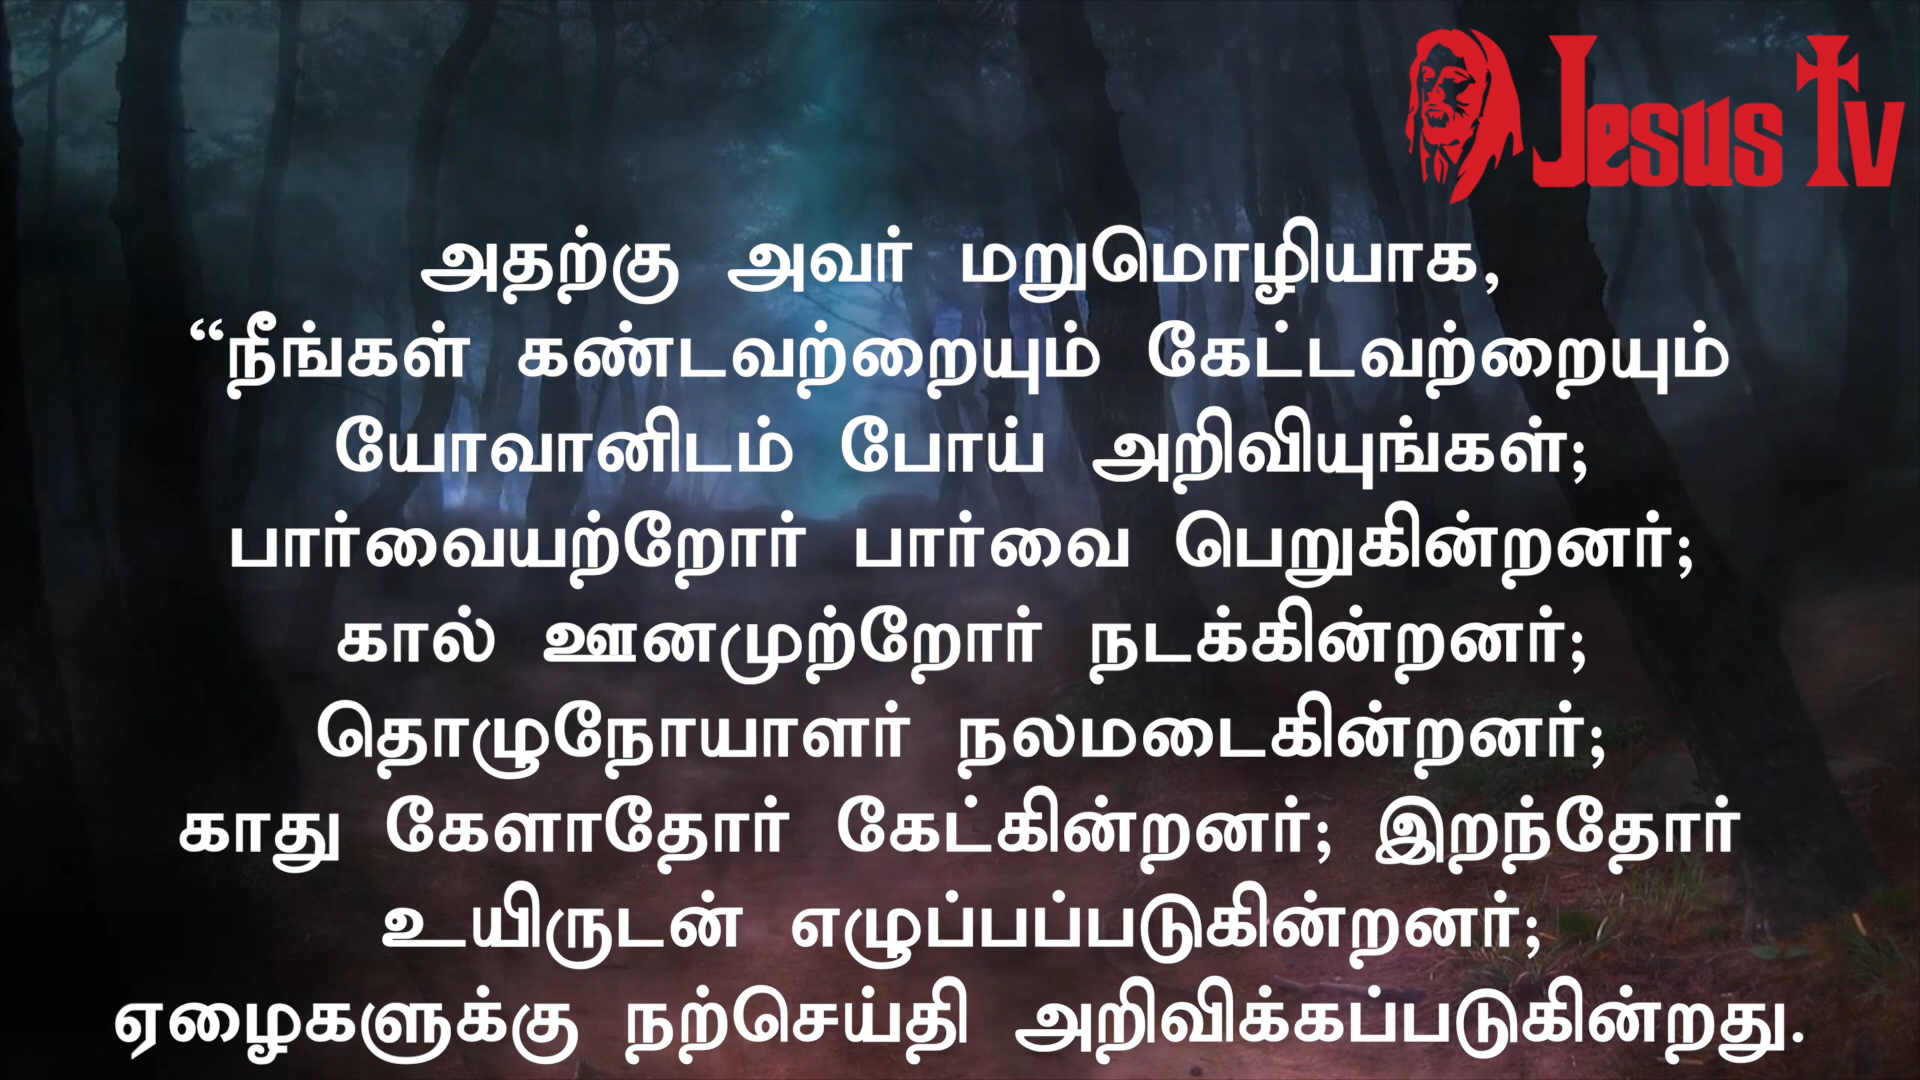 Jesus Tv
அதற்கு அவர் மறுமொழியாக,
“நீங்கள் கண்டவற்றையும் கேட்டவற்றையும்
யோவானிடம் போய் அறிவியுங்கள்;
பார்வையற்றோர் பார்வை பெறுகின்றனர்;
கால் ஊனமுற்றோர் நடக்கின்றனர்;
தொழுநோயாளர் நலமடைகின்றனர்;
காது கேளாதோர் கேட்கின்றனர்; இறந்தோர்
உயிருடன் எழுப்பப்படுகின்றனர்;
ஏழைகளுக்கு நற்செய்தி அறிவிக்கப்படுகின்றது.